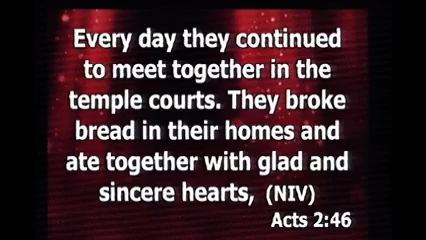 Every day they continued
to meet together in the
temple courts. They broke
bread in their homes and
ate together with glad and
sincere hearts, (NIV)
Acts 2:46